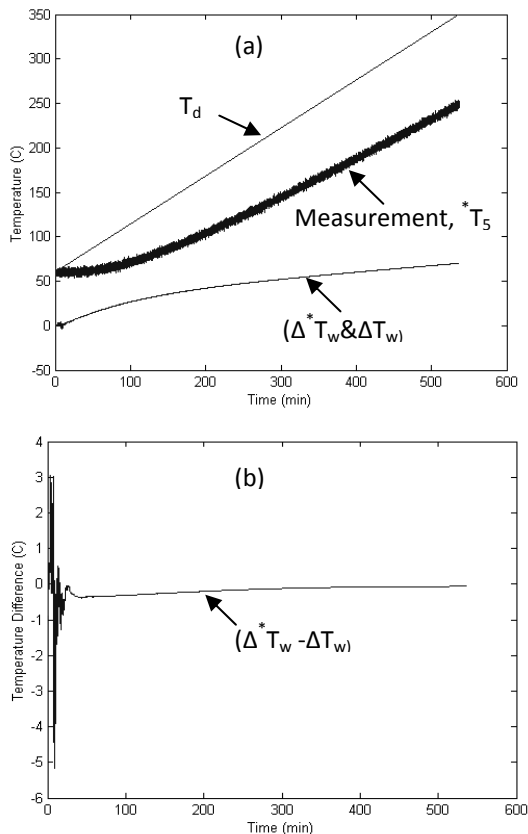 (a)
350
300
250
200
150
100
50
0
-50
Temperature (C)
T_d
Measurement, *T_5
(Δ*T_w&ΔT_w)
0 100 200 300 400 500 600
Time (min)
(b)
4
3
2
1
0
-1
-2
-3
-4
-5
-6
Temperature Difference (C)
(Δ*T_w -ΔT_w)
0 100 200 300 400 500 600
Time (min)